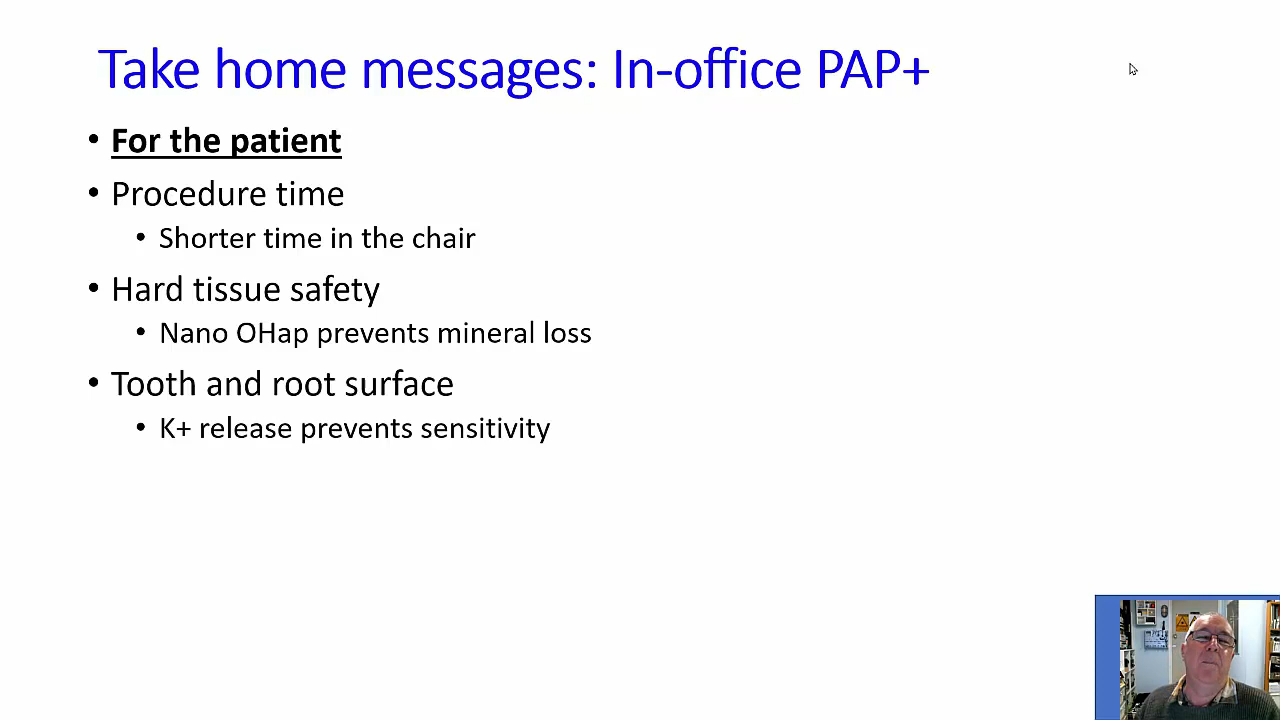 Take home messages: In-office PAP+
• For the patient
• Procedure time
• Shorter time in the chair
• Hard tissue safety
• Nano OHap prevents mineral loss
• Tooth and root surface
• K+ release prevents sensitivity